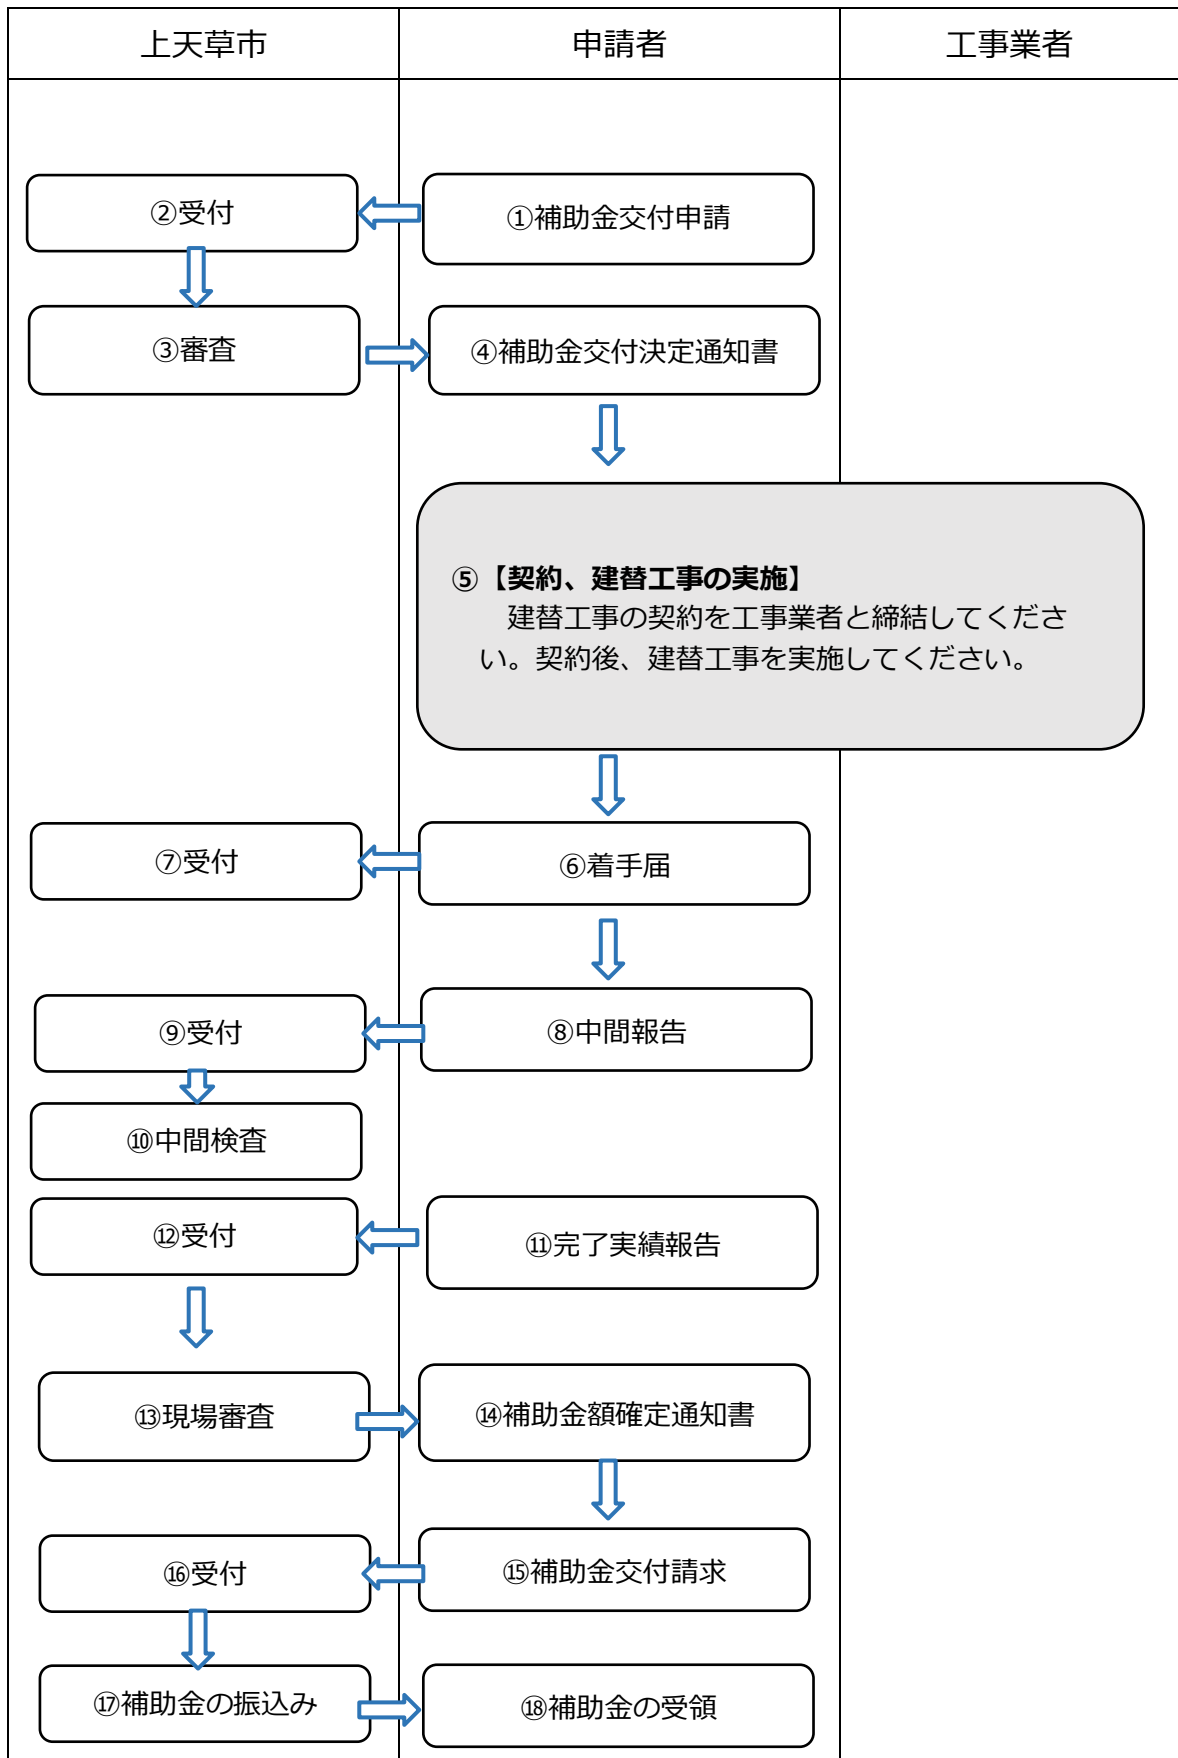 上天草市
申請者
工事業者
①補助金交付申請
②受付
③審査
④補助金交付決定通知書
⑤【契約、建替工事の実施】
建替工事の契約を工事業者と締結してくださ
い。契約後、建替工事を実施してください。
⑥着手届
⑦受付
⑧中間報告
⑨受付
⑩中間検査
⑪完了実績報告
⑫受付
⑬現場審査
⑭補助金額確定通知書
⑮補助金交付請求
⑯受付
⑰補助金の振込み
⑱補助金の受領